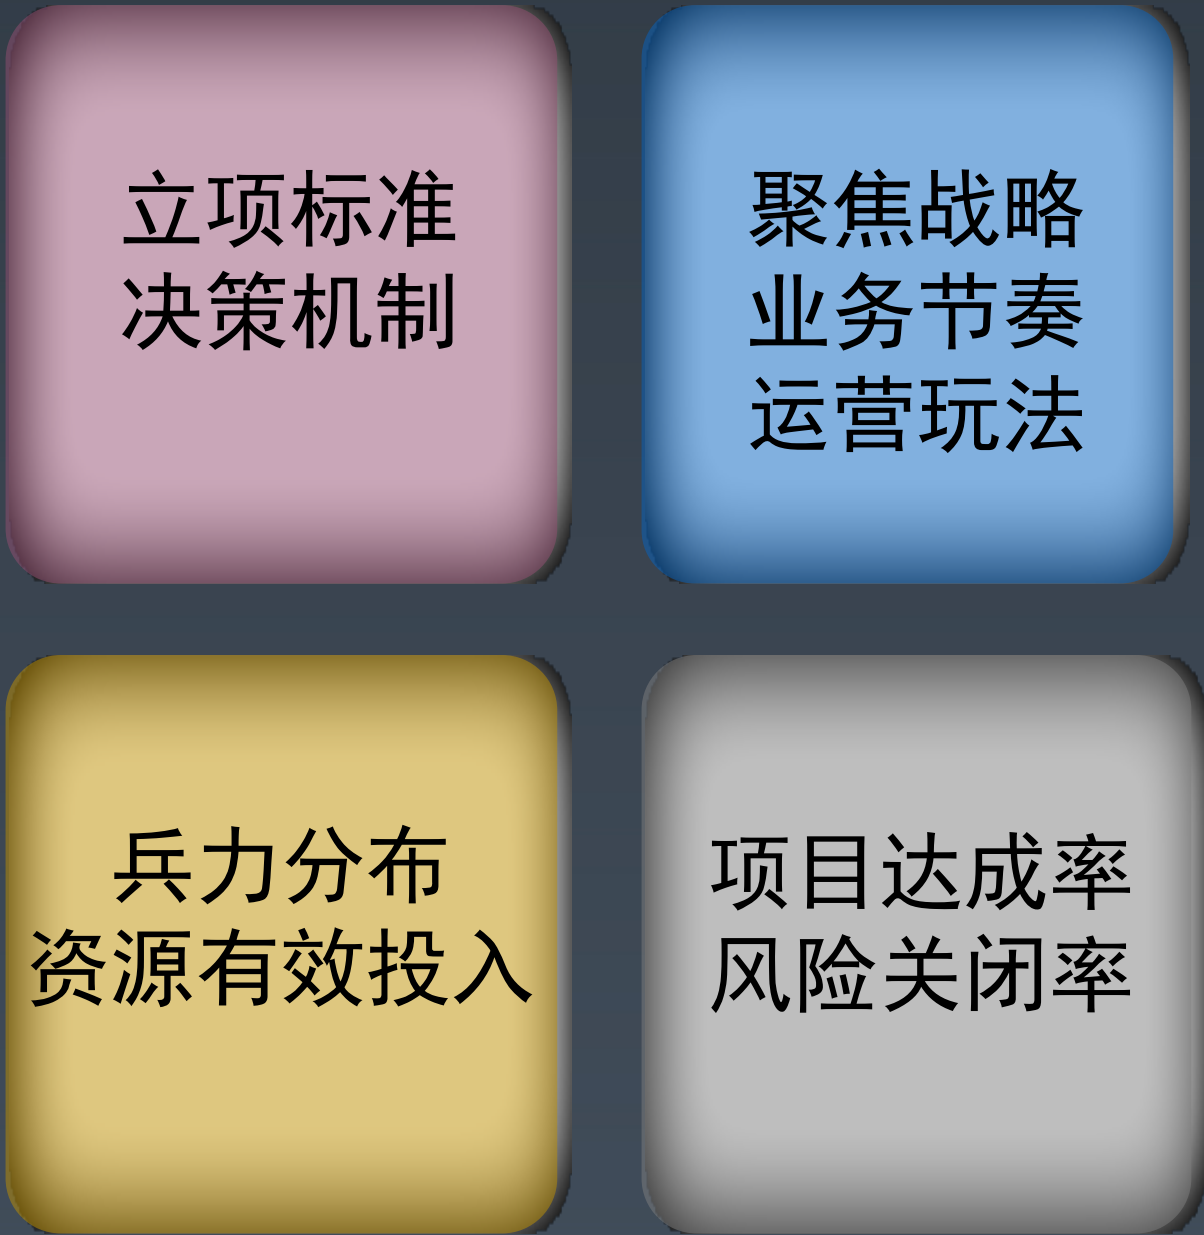 立项标准
决策机制
聚焦战略
业务节奏
运营玩法
兵力分布
资源有效投入
项目达成率
风险关闭率